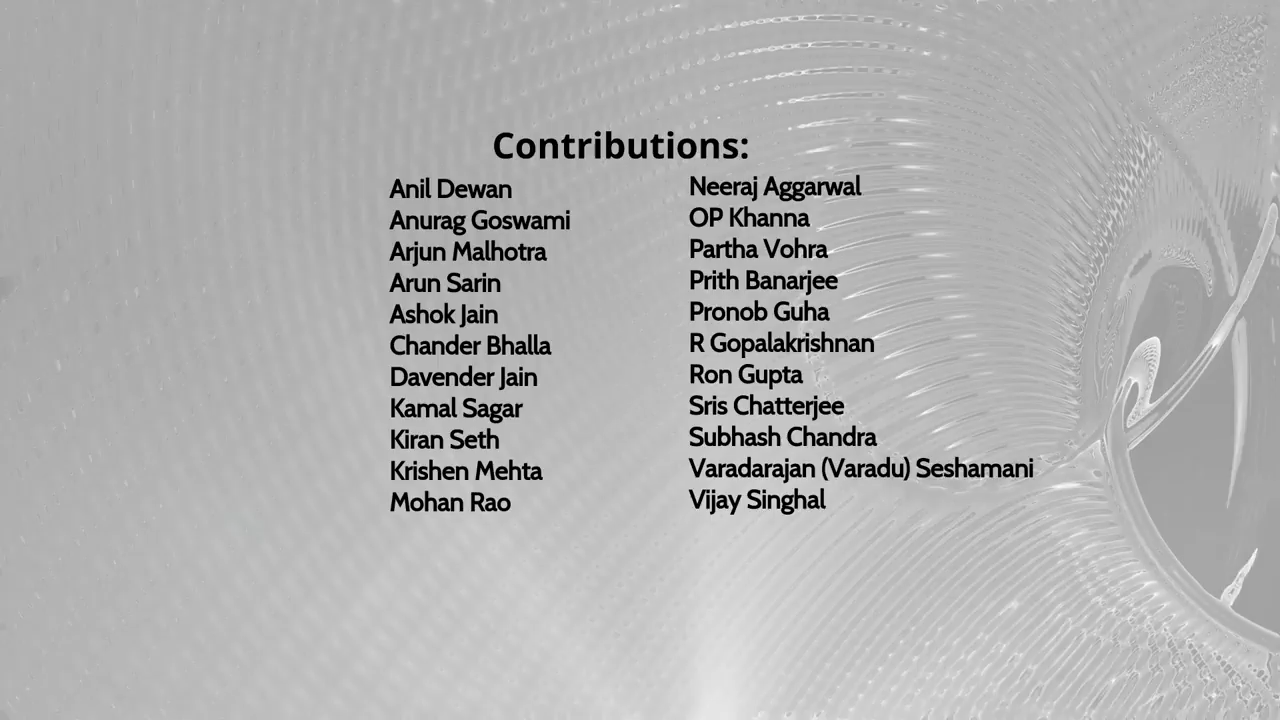 Contributions:
Anil Dewan
Anurag Goswami
Arjun Malhotra
Arun Sarin
Ashok Jain
Chander Bhalla
Davender Jain
Kamal Sagar
Kiran Seth
Krishen Mehta
Mohan Rao
Neeraj Aggarwal
OP Khanna
Partha Vohra
Prith Banarjee
Pronob Guha
R Gopalakrishnan
Ron Gupta
Sris Chatterjee
Subhash Chandra
Varadarajan (Varadu) Seshamani
Vijay Singhal